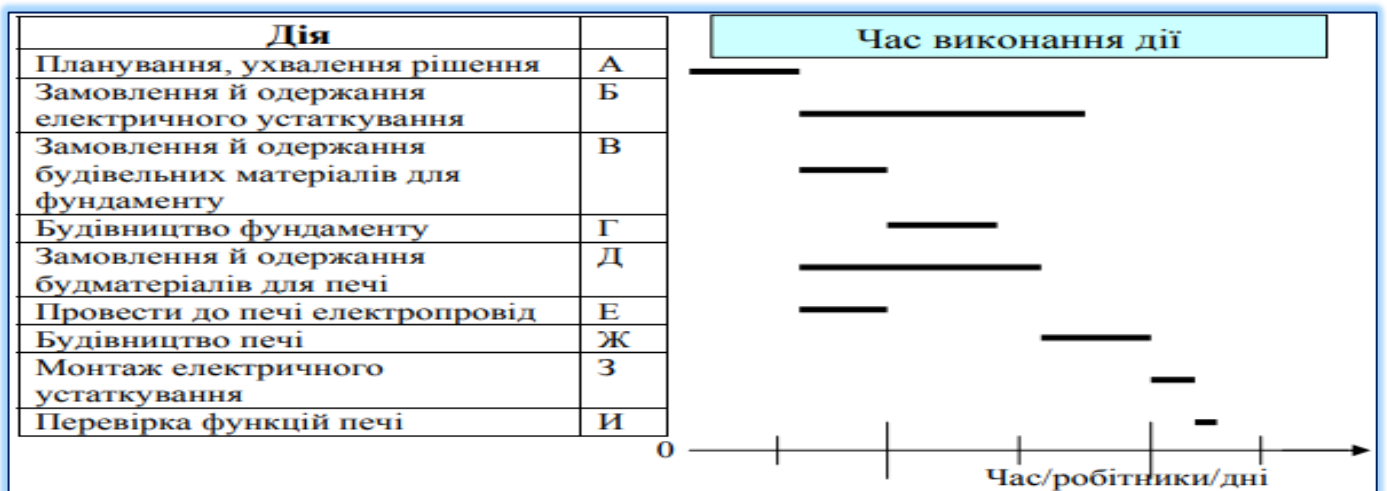 Дія
Час виконання дії
Планування, ухвалення рішення А
Замовлення й одержання Б
електричного устаткування
Замовлення й одержання В
будівельних матеріалів для
фундаменту
Будівництво фундаменту Г
Замовлення й одержання Д
будматеріалів для печі
Провести до печі електропровід Е
Будівництво печі Ж
Монтаж електричного З
устаткування
Перевірка функцій печі И
0
Час/робітники/дні